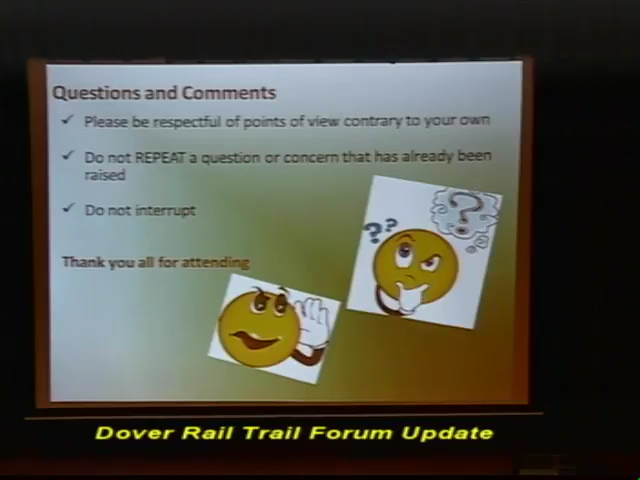 Questions and Comments
✓ Please be respectful of points of view contrary to your own
✓ Do not REPEAT a question or concern that has already been
raised
✓ Do not interrupt
Thank you all for attending
? ? ?
Dover Rail Trail Forum Update